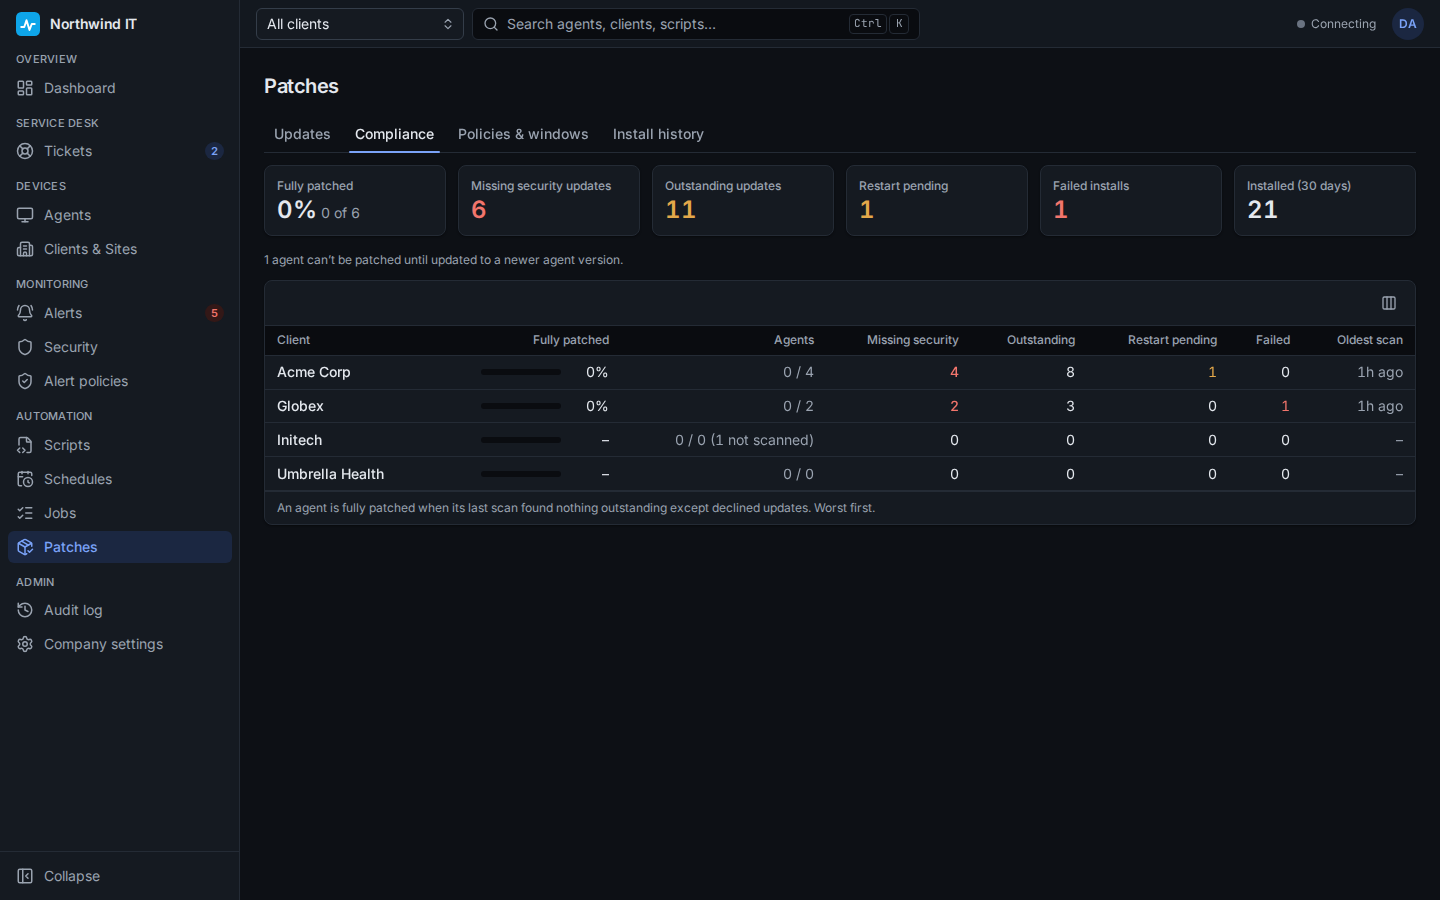 Northwind IT
All clients
Search agents, clients, scripts...
Ctrl K
Connecting
DA
OVERVIEW
Dashboard
SERVICE DESK
Tickets 2
DEVICES
Agents
Clients & Sites
MONITORING
Alerts 5
Security
Alert policies
AUTOMATION
Scripts
Schedules
Jobs
Patches
ADMIN
Audit log
Company settings
Collapse
Patches
Updates Compliance Policies & windows Install history
Fully patched
0% 0 of 6
Missing security updates
6
Outstanding updates
11
Restart pending
1
Failed installs
1
Installed (30 days)
21
1 agent can't be patched until updated to a newer agent version.
Client Fully patched Agents Missing security Outstanding Restart pending Failed Oldest scan
Acme Corp 0% 0 / 4 4 8 1 0 1h ago
Globex 0% 0 / 2 2 3 0 1 1h ago
Initech – 0 / 0 (1 not scanned) 0 0 0 0 –
Umbrella Health – 0 / 0 0 0 0 0 –
An agent is fully patched when its last scan found nothing outstanding except declined updates. Worst first.